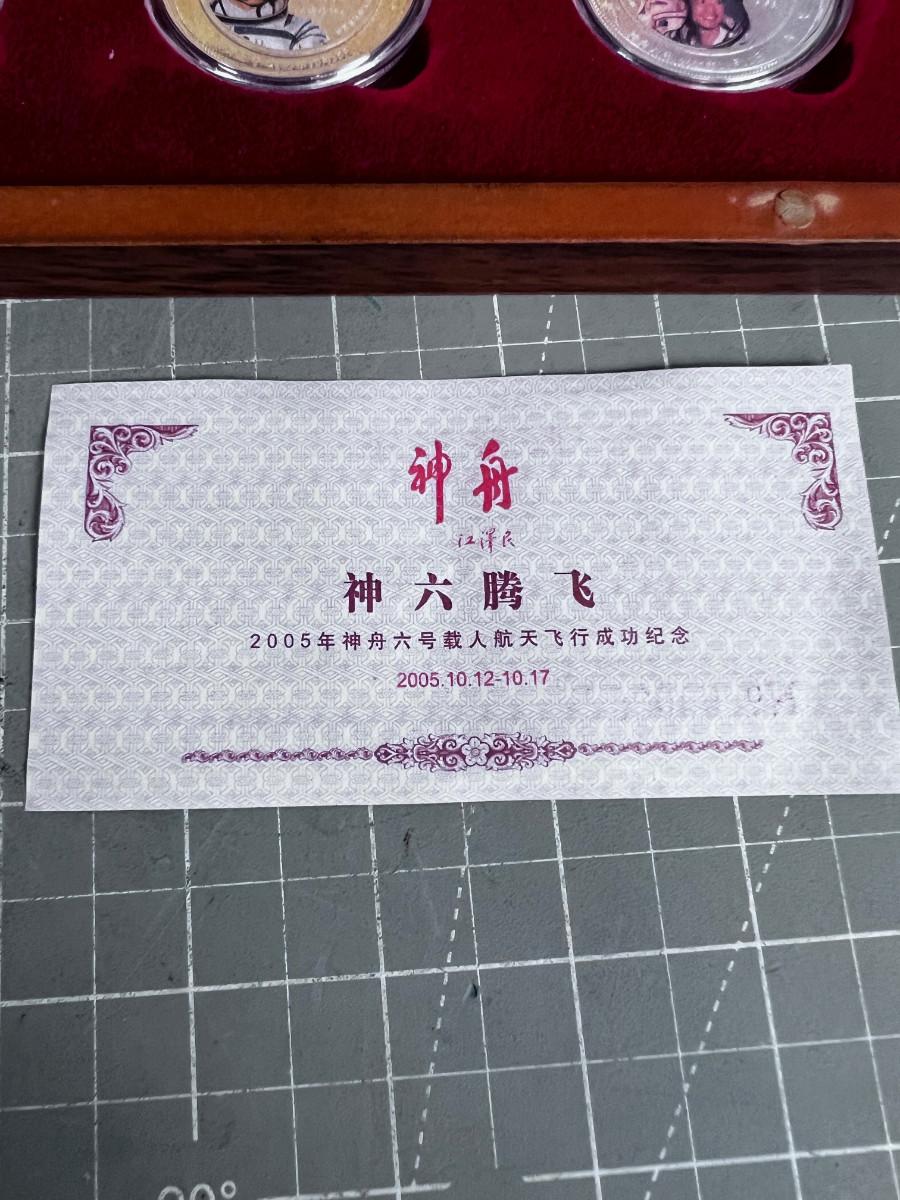 神舟
江泽民
神六腾飞
2005年神舟六号载人航天飞行成功纪念
2005.10.12-10.17